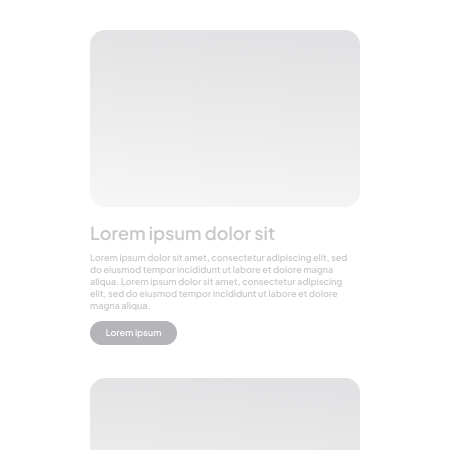 Lorem ipsum dolor sit
Lorem ipsum dolor sit amet, consectetur adipiscing elit, sed
do eiusmod tempor incididunt ut labore et dolore magna
aliqua. Lorem ipsum dolor sit amet, consectetur adipiscing
elit, sed do eiusmod tempor incididunt ut labore et dolore
magna aliqua.
Lorem ipsum